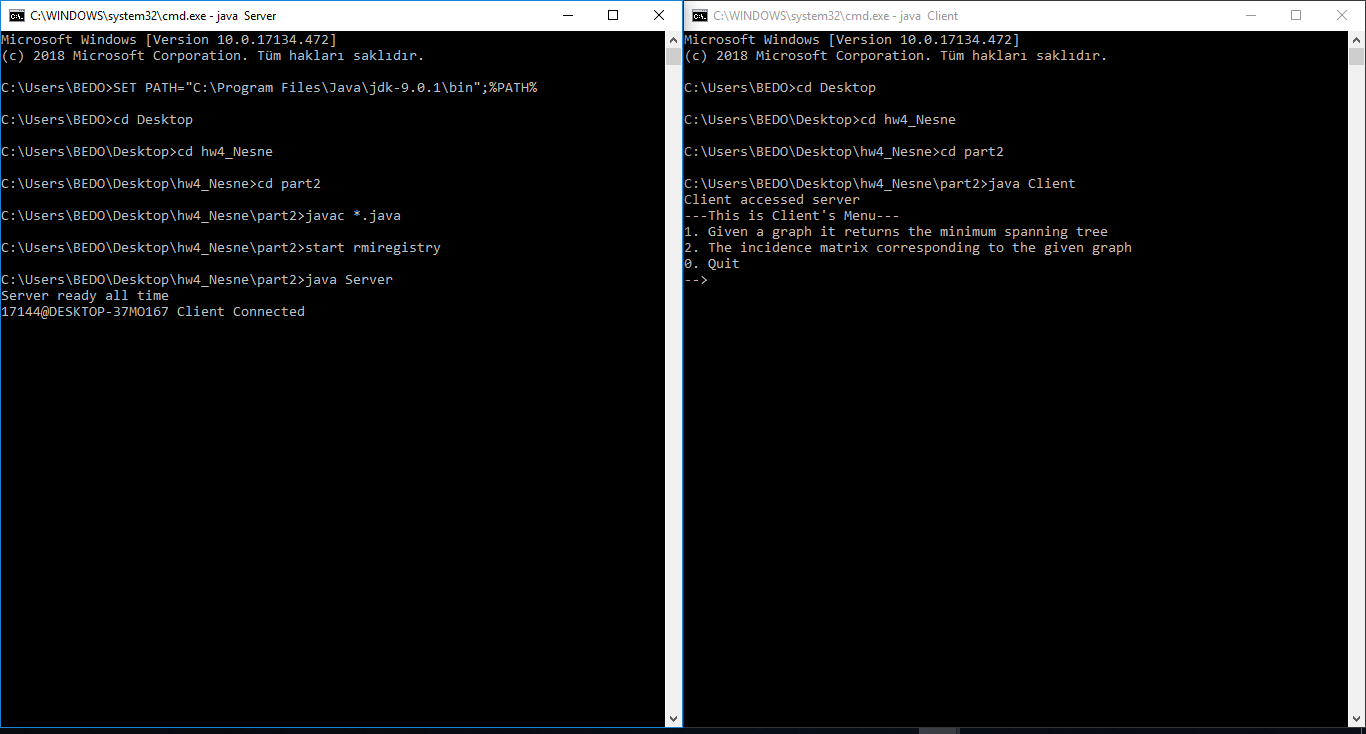 C:\WINDOWS\system32\cmd.exe - java  Server
Microsoft Windows [Version 10.0.17134.472]
(c) 2018 Microsoft Corporation. Tüm hakları saklıdır.
C:\Users\BEDO>SET PATH="C:\Program Files\Java\jdk-9.0.1\bin";%PATH%
C:\Users\BEDO>cd Desktop
C:\Users\BEDO\Desktop>cd hw4_Nesne
C:\Users\BEDO\Desktop\hw4_Nesne>cd part2
C:\Users\BEDO\Desktop\hw4_Nesne\part2>javac *.java
C:\Users\BEDO\Desktop\hw4_Nesne\part2>start rmiregistry
C:\Users\BEDO\Desktop\hw4_Nesne\part2>java Server
Server ready all time
17144@DESKTOP-37MO167 Client Connected
C:\WINDOWS\system32\cmd.exe - java  Client
Microsoft Windows [Version 10.0.17134.472]
(c) 2018 Microsoft Corporation. Tüm hakları saklıdır.
C:\Users\BEDO>cd Desktop
C:\Users\BEDO\Desktop>cd hw4_Nesne
C:\Users\BEDO\Desktop\hw4_Nesne>cd part2
C:\Users\BEDO\Desktop\hw4_Nesne\part2>java Client
Client accessed server
---This is Client's Menu---
1. Given a graph it returns the minimum spanning tree
2. The incidence matrix corresponding to the given graph
0. Quit
-->